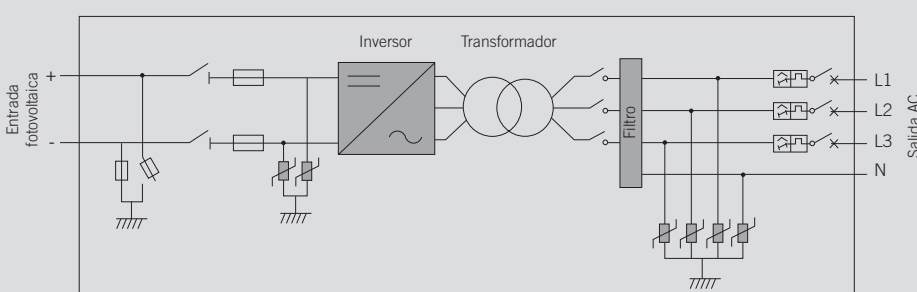 Inversor
Transformador
Entrada
fotovoltaica
+
-
Filtro
L1
L2
L3
N
Salida AC